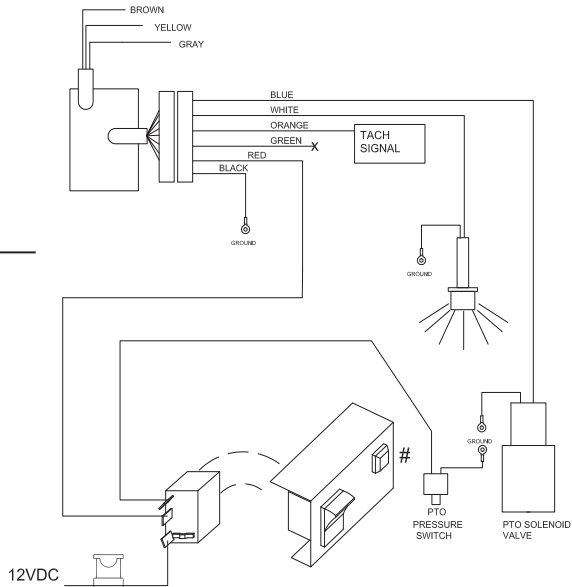 BROWN
YELLOW
GRAY
BLUE
WHITE
ORANGE
TACH
SIGNAL
GREEN
X
RED
BLACK
GROUND
GROUND
GROUND
#
PTO
PRESSURE
SWITCH
PTO SOLENOID
VALVE
12VDC